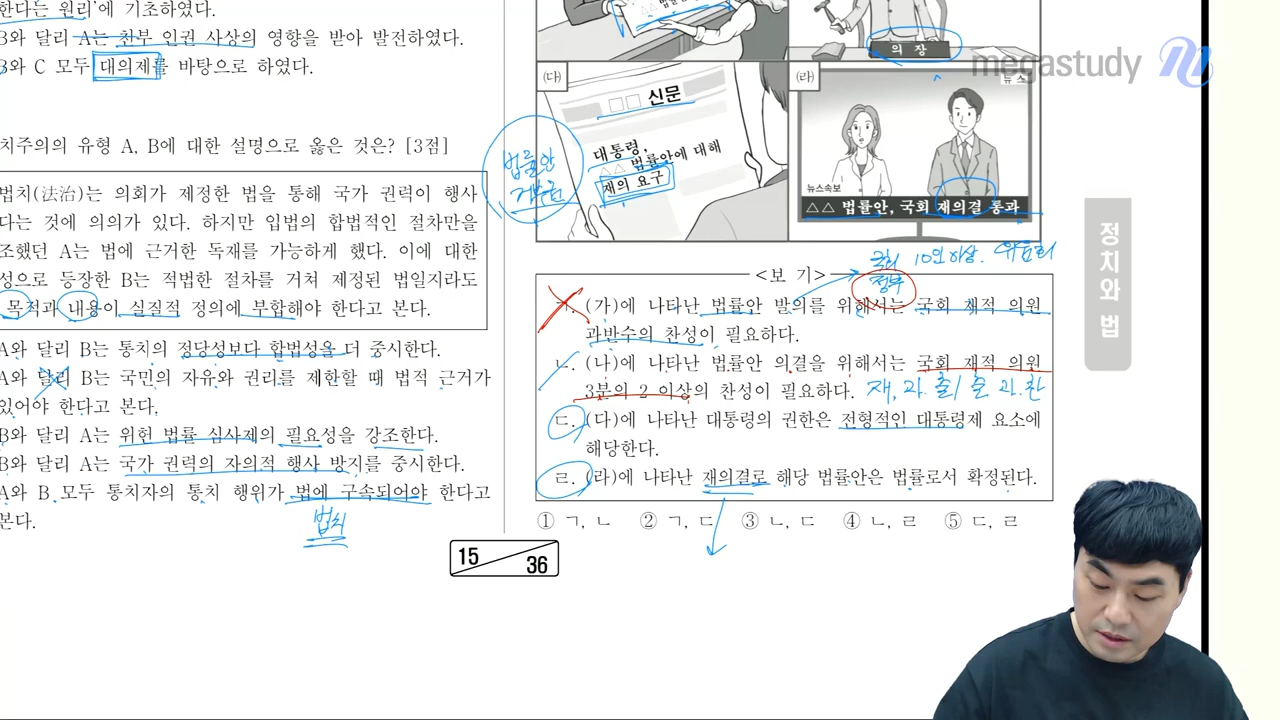 한다는 원리'에 기초하였다.
B와 달리 A는 천부 인권 사상의 영향을 받아 발전하였다.
B와 C 모두 대의제를 바탕으로 하였다.
치주의의 유형 A, B에 대한 설명으로 옳은 것은? [3점]
법치(法治)는 의회가 제정한 법을 통해 국가 권력이 행사
다는 것에 의의가 있다. 하지만 입법의 합법적인 절차만을
조했던 A는 법에 근거한 독재를 가능하게 했다. 이에 대한
성으로 등장한 B는 적법한 절차를 거쳐 제정된 법일지라도
목적과 내용이 실질적 정의에 부합해야 한다고 본다.
A와 달리 B는 통치의 정당성보다 합법성을 더 중시한다.
A와 달리 B는 국민의 자유와 권리를 제한할 때 법적 근거가
있어야 한다고 본다.
B와 달리 A는 위헌 법률 심사제의 필요성을 강조한다.
B와 달리 A는 국가 권력의 자의적 행사 방지를 중시한다.
A와 B 모두 통치자의 통치 행위가 법에 구속되어야 한다고
본다.
법치
15
36
의 장
megastudy
(다)
□□ 신문
대통령,
△△ 법률안에 대해
재의 요구
법률안
거부권
(라)
뉴스
뉴스속보
△△ 법률안, 국회 재의결 통과
국회 10인 이상.
정부
<보 기>
ㄱ. (가)에 나타난 법률안 발의를 위해서는 국회 재적 의원
과반수의 찬성이 필요하다.
ㄴ. (나)에 나타난 법률안 의결을 위해서는 국회 재적 의원
3분의 2 이상의 찬성이 필요하다.
재, 과. 출/ 출 과. 찬
ㄷ. (다)에 나타난 대통령의 권한은 전형적인 대통령제 요소에
해당한다.
ㄹ. (라)에 나타난 재의결로 해당 법률안은 법률로서 확정된다.
① ㄱ, ㄴ ② ㄱ, ㄷ ③ ㄴ, ㄷ ④ ㄴ, ㄹ ⑤ ㄷ, ㄹ
정치와 법